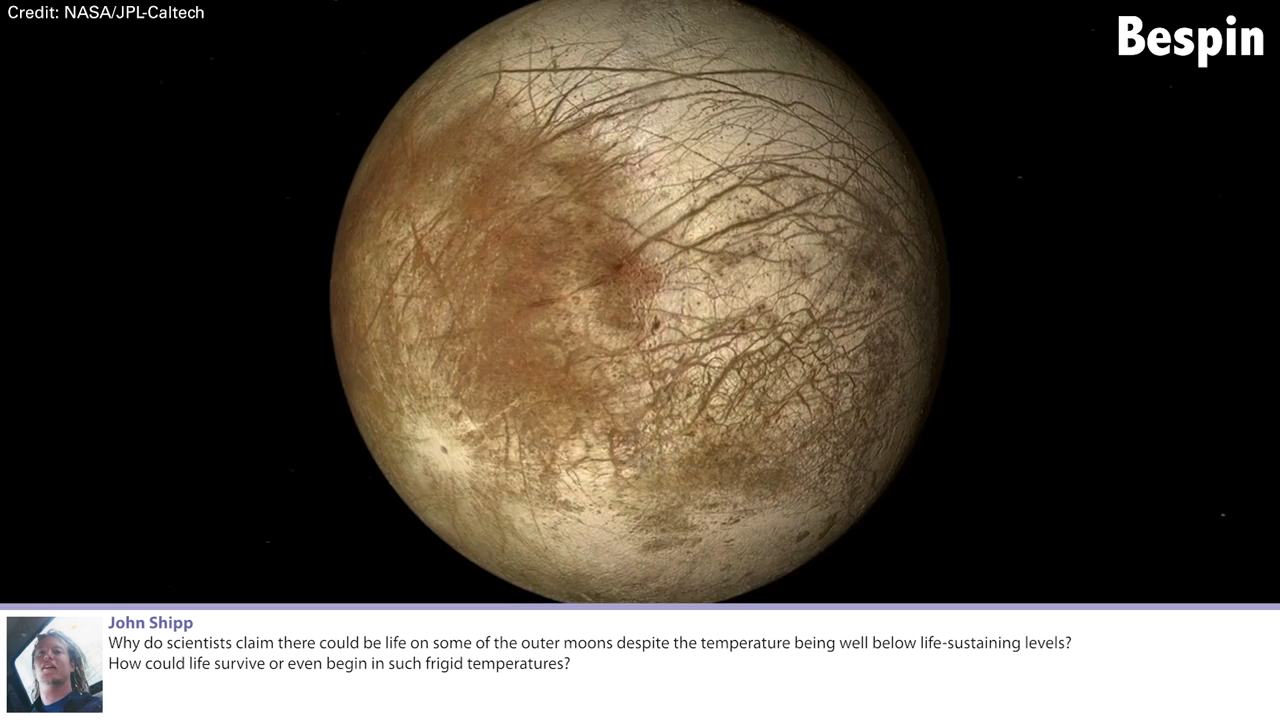 Credit: NASA/JPL-Caltech
Bespin
John Shipp
Why do scientists claim there could be life on some of the outer moons despite the temperature being well below life-sustaining levels?
How could life survive or even begin in such frigid temperatures?